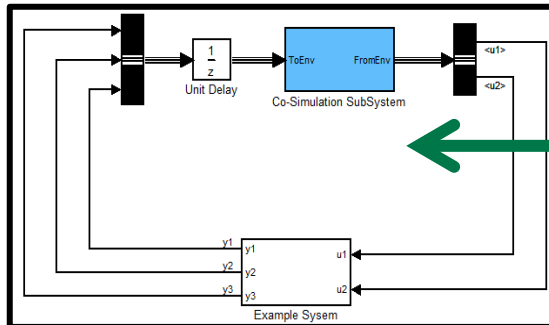 1
z
Unit Delay
ToEnv
FromEnv
Co-Simulation SubSystem
<u1>
<u2>
y1
y2
y3
y1
y2
y3
u1
u2
Example Sysem